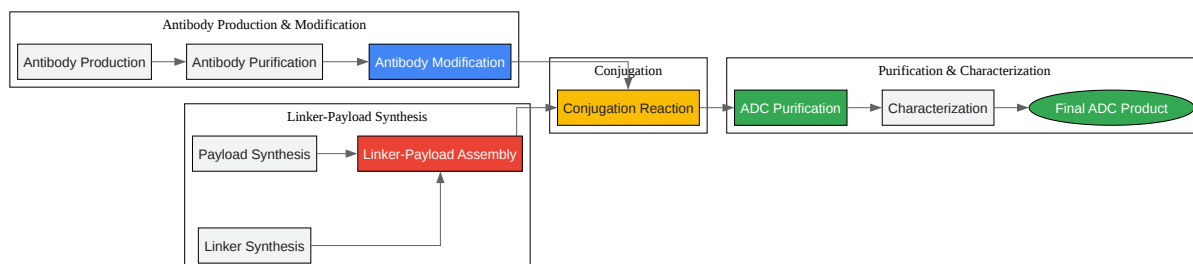 Antibody Production & Modification
Antibody Production
Antibody Purification
Antibody Modification
Linker-Payload Synthesis
Payload Synthesis
Linker-Payload Assembly
Linker Synthesis
Conjugation
Conjugation Reaction
Purification & Characterization
ADC Purification
Characterization
Final ADC Product